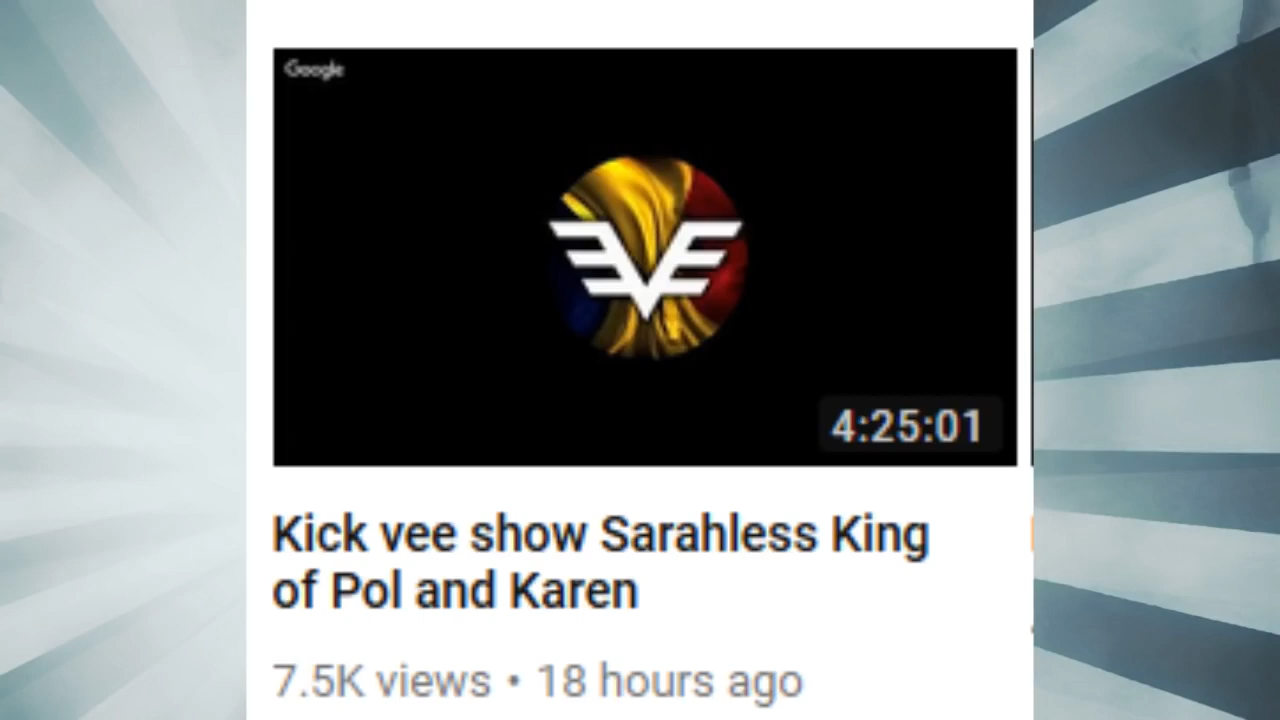 Google
4:25:01
Kick vee show Sarahless King
of Pol and Karen
7.5K views • 18 hours ago